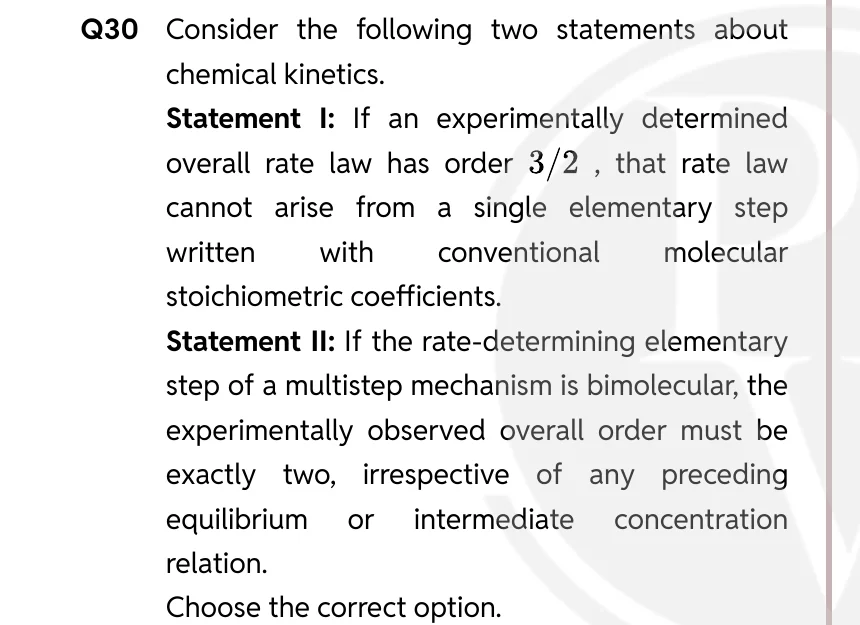 Q30 Consider the following two statements about
chemical kinetics.
Statement I: If an experimentally determined
overall rate law has order 3/2 , that rate law
cannot arise from a single elementary step
written with conventional molecular
stoichiometric coefficients.
Statement II: If the rate-determining elementary
step of a multistep mechanism is bimolecular, the
experimentally observed overall order must be
exactly two, irrespective of any preceding
equilibrium or intermediate concentration
relation.
Choose the correct option.